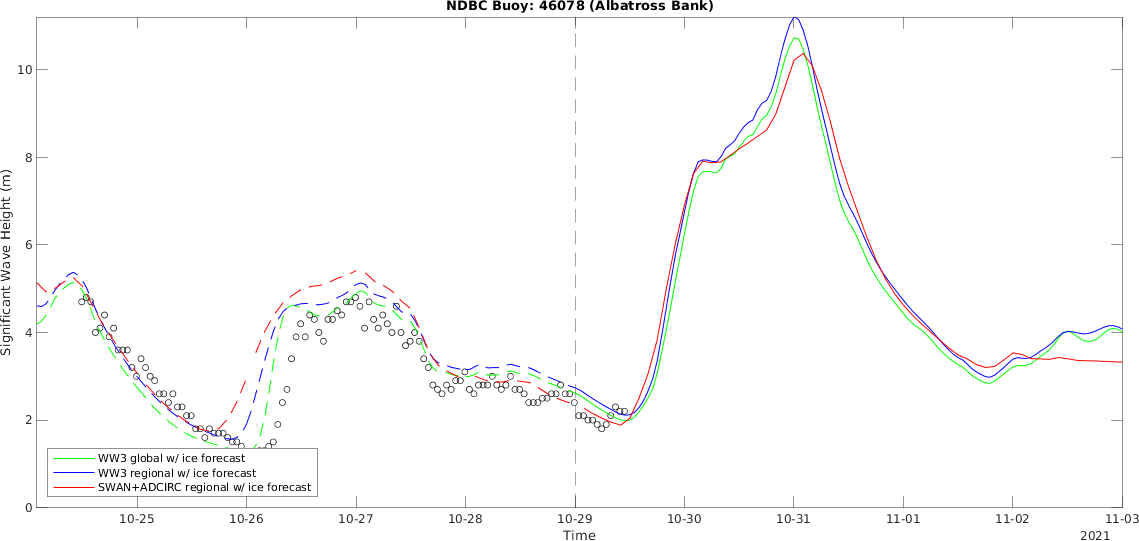 NDBC Buoy: 46078 (Albatross Bank)
Significant Wave Height (m)
10
8
6
4
2
0
WW3 global w/ ice forecast
WW3 regional w/ ice forecast
SWAN+ADCIRC regional w/ ice forecast
10-25 10-26 10-27 10-28 10-29 10-30 10-31 11-01 11-02 11-03
Time
2021